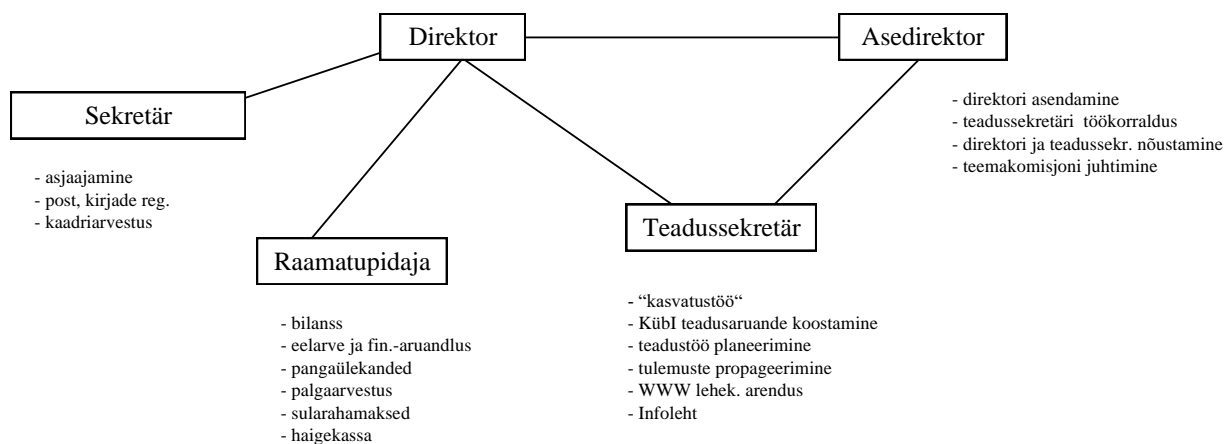 Direktor
Asedirektor
Sekretär
- asjaajamine
- post, kirjade reg.
- kaadriarvestus
- direktori asendamine
- teadussekretäri töökorraldus
- direktori ja teadussekr. nõustamine
- teemakomisjoni juhtimine
Raamatupidaja
- bilanss
- eelarve ja fin.-aruandlus
- pangaülekanded
- palgaarvestus
- sularahamaksed
- haigekassa
Teadussekretär
- “kasvatustöö“
- KübI teadusaruande koostamine
- teadustöö planeerimine
- tulemuste propageerimine
- WWW lehek. arendus
- Infoleht